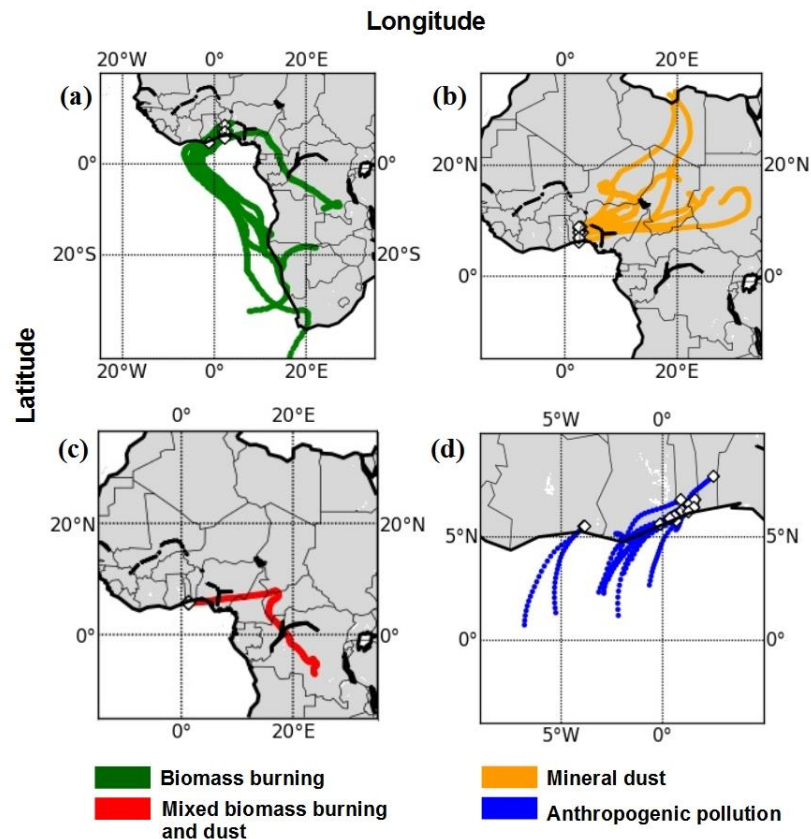 Longitude
20°W 0° 20°E
0° 20°E
(a)
(b)
0° 0°
20°N 20°N
20°S 20°S
0° 0°
20°W 0° 20°E
0° 20°E
Latitude
0° 20°E
5°W 0°
(c)
(d)
20°N 20°N
5°N 5°N
0° 0°
0° 0°
0° 20°E
5°W 0°
Biomass burning
Mineral dust
Mixed biomass burning
and dust
Anthropogenic pollution